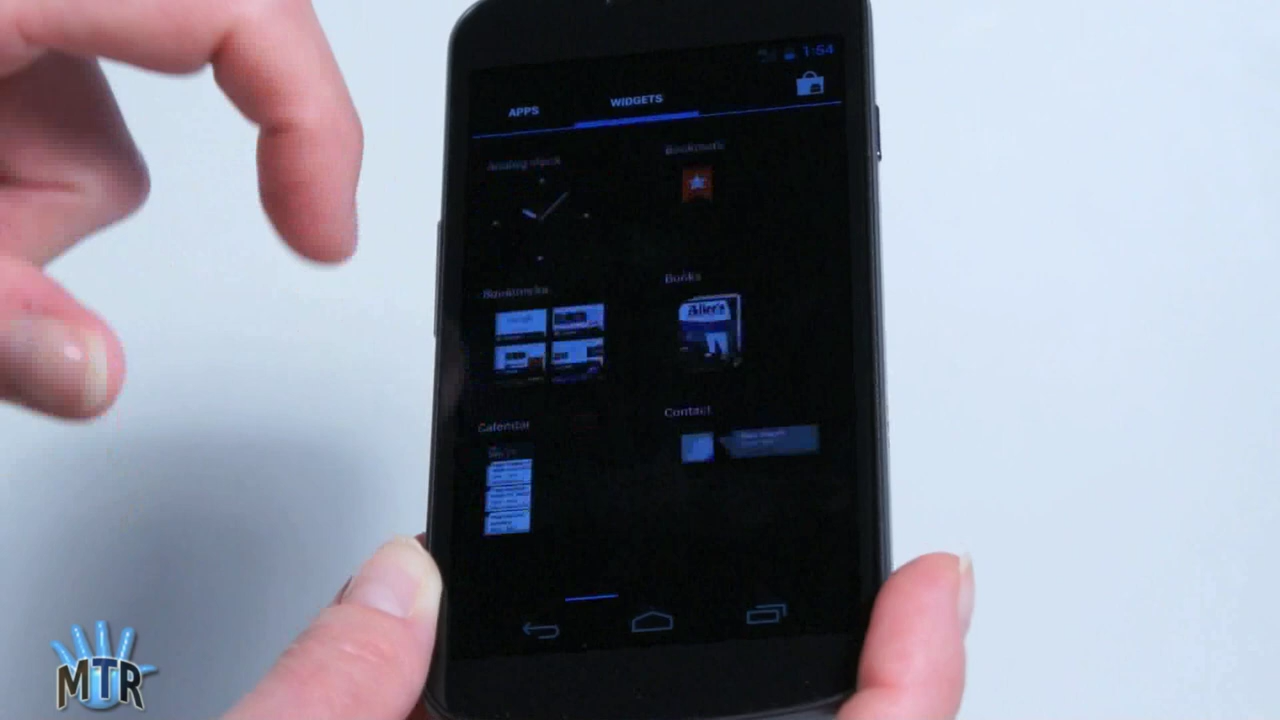 1:54
APPS WIDGETS
Analog clock Bookmark
Bookmarks Books
Calendar Contact
MTR